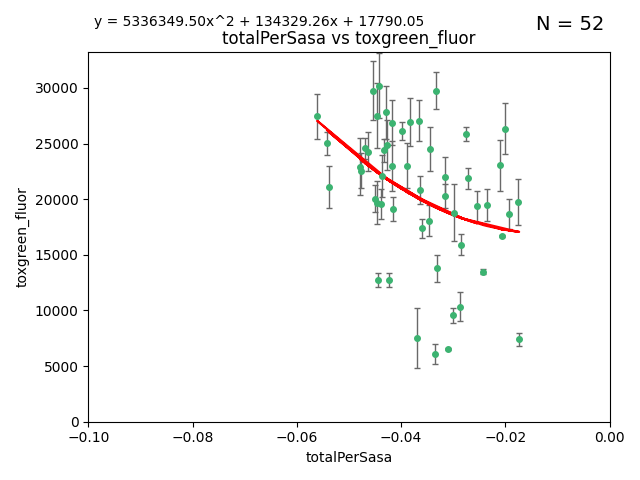 y = 5336349.50x^2 + 134329.26x + 17790.05
N = 52
totalPerSasa vs toxgreen_fluor
30000
25000
20000
15000
10000
5000
0
toxgreen_fluor
−0.10
−0.08
−0.06
−0.04
−0.02
0.00
totalPerSasa